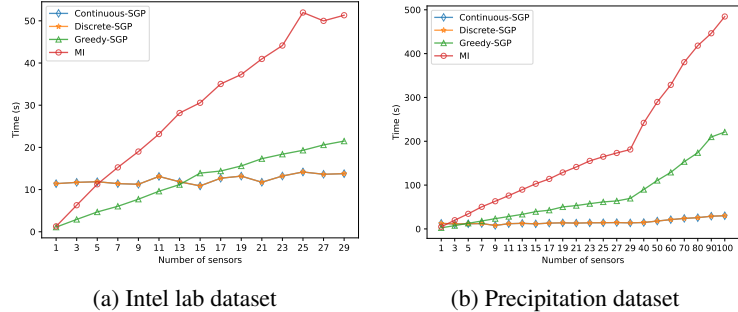 Continuous-SGP
Discrete-SGP
Greedy-SGP
MI
Time (s)
50
40
30
20
10
0
1 3 5 7 9 11 13 15 17 19 21 23 25 27 29
Number of sensors
(a) Intel lab dataset
Continuous-SGP
Discrete-SGP
Greedy-SGP
MI
Time (s)
500
400
300
200
100
0
1 3 5 7 9 11 13 15 17 19 21 23 25 27 29 40 50 60 70 80 90 100
Number of sensors
(b) Precipitation dataset